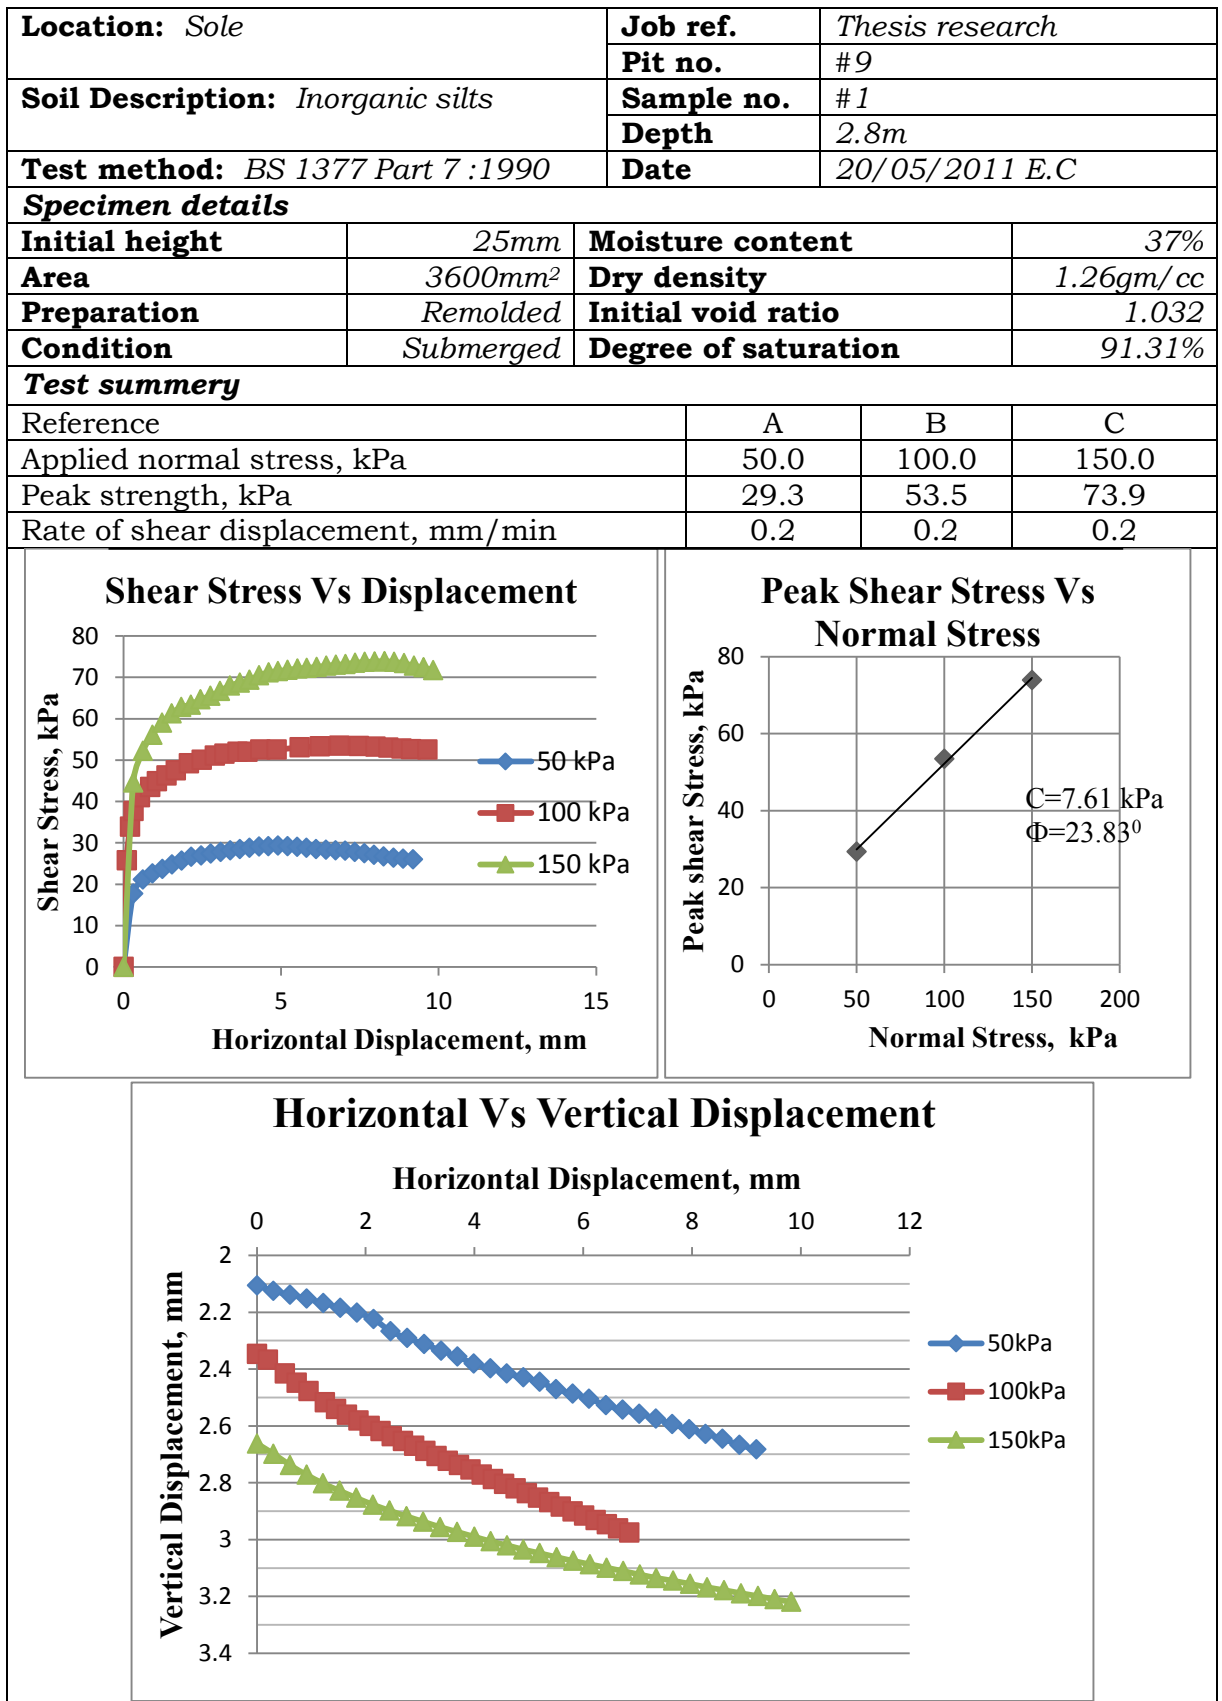 Location: Sole
Job ref. Thesis research
Pit no. #9
Soil Description: Inorganic silts
Sample no. #1
Depth 2.8m
Test method: BS 1377 Part 7 :1990
Date 20/05/2011 E.C
Specimen details
Initial height 25mm Moisture content 37%
Area 3600mm² Dry density 1.26gm/cc
Preparation Remolded Initial void ratio 1.032
Condition Submerged Degree of saturation 91.31%
Test summery
Reference A B C
Applied normal stress, kPa 50.0 100.0 150.0
Peak strength, kPa 29.3 53.5 73.9
Rate of shear displacement, mm/min 0.2 0.2 0.2
Shear Stress Vs Displacement
Shear Stress, kPa
80
70
60
50
40
30
20
10
0
0 5 10 15
Horizontal Displacement, mm
50 kPa
100 kPa
150 kPa
Peak Shear Stress Vs
Normal Stress
Peak shear Stress, kPa
80
60
40
20
0
C=7.61 kPa
Φ=23.83⁰
0 50 100 150 200
Normal Stress, kPa
Horizontal Vs Vertical Displacement
Horizontal Displacement, mm
0 2 4 6 8 10 12
Vertical Displacement, mm
2
2.2
2.4
2.6
2.8
3
3.2
3.4
50kPa
100kPa
150kPa